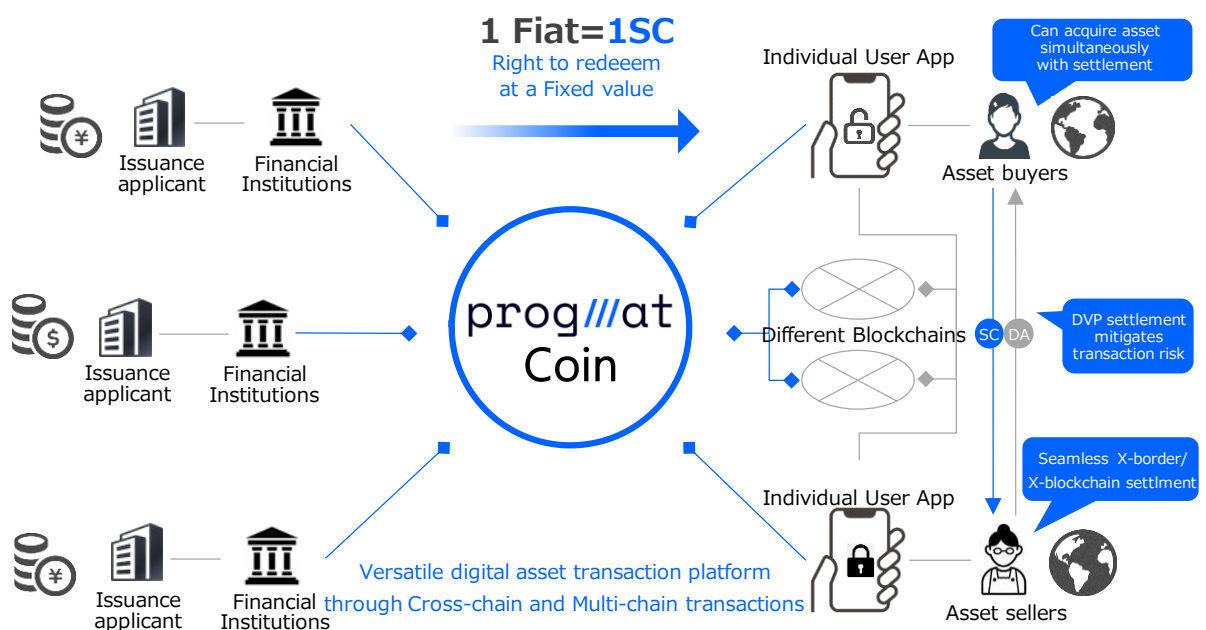 1 Fiat=1SC
Right to redeeem
at a Fixed value
Individual User App
Can acquire asset
simultaneously
with settlement
¥
Issuance
applicant
Financial
Institutions
Asset buyers
progmat
Coin
$
Issuance
applicant
Financial
Institutions
Different Blockchains
SC
DA
DVP settlement
mitigates
transaction risk
Seamless X-border/
X-blockchain settlment
Individual User App
¥
Issuance
applicant
Financial
Institutions
Versatile digital asset transaction platform
through Cross-chain and Multi-chain transactions
Asset sellers